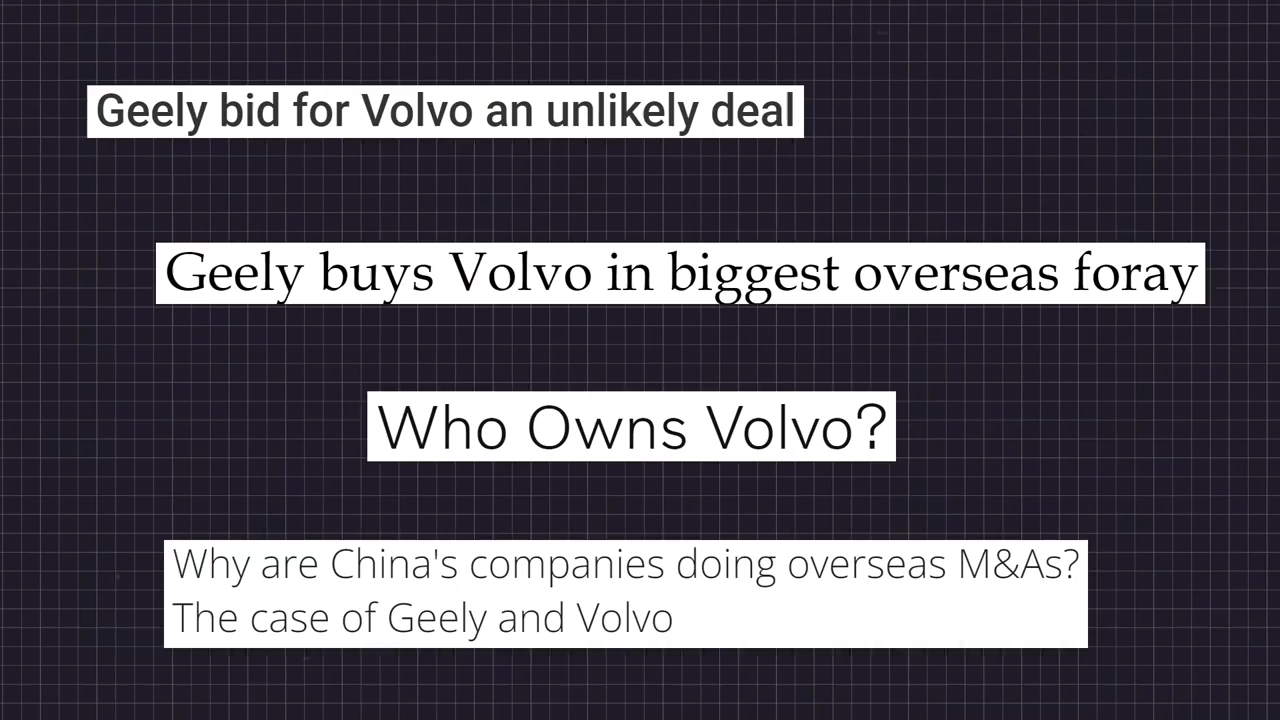 Geely bid for Volvo an unlikely deal
Geely buys Volvo in biggest overseas foray
Who Owns Volvo?
Why are China's companies doing overseas M&As?
The case of Geely and Volvo